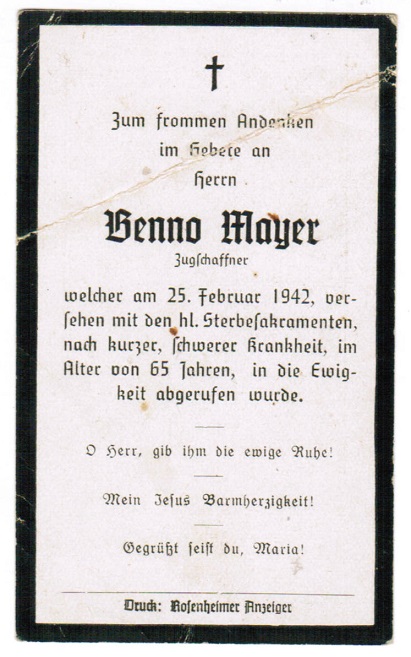 Zum frommen Andenken
im Gebete an
Herrn
Benno Mayer
Zugschaffner
welcher am 25. Februar 1942, ver-
sehen mit den hl. Sterbesakramenten,
nach kurzer, schwerer Krankheit, im
Alter von 65 Jahren, in die Ewig-
keit abgerufen wurde.
O Herr, gib ihm die ewige Ruhe!
Mein Jesus Barmherzigkeit!
Gegrüßt seist du, Maria!
Druck: Rosenheimer Anzeiger